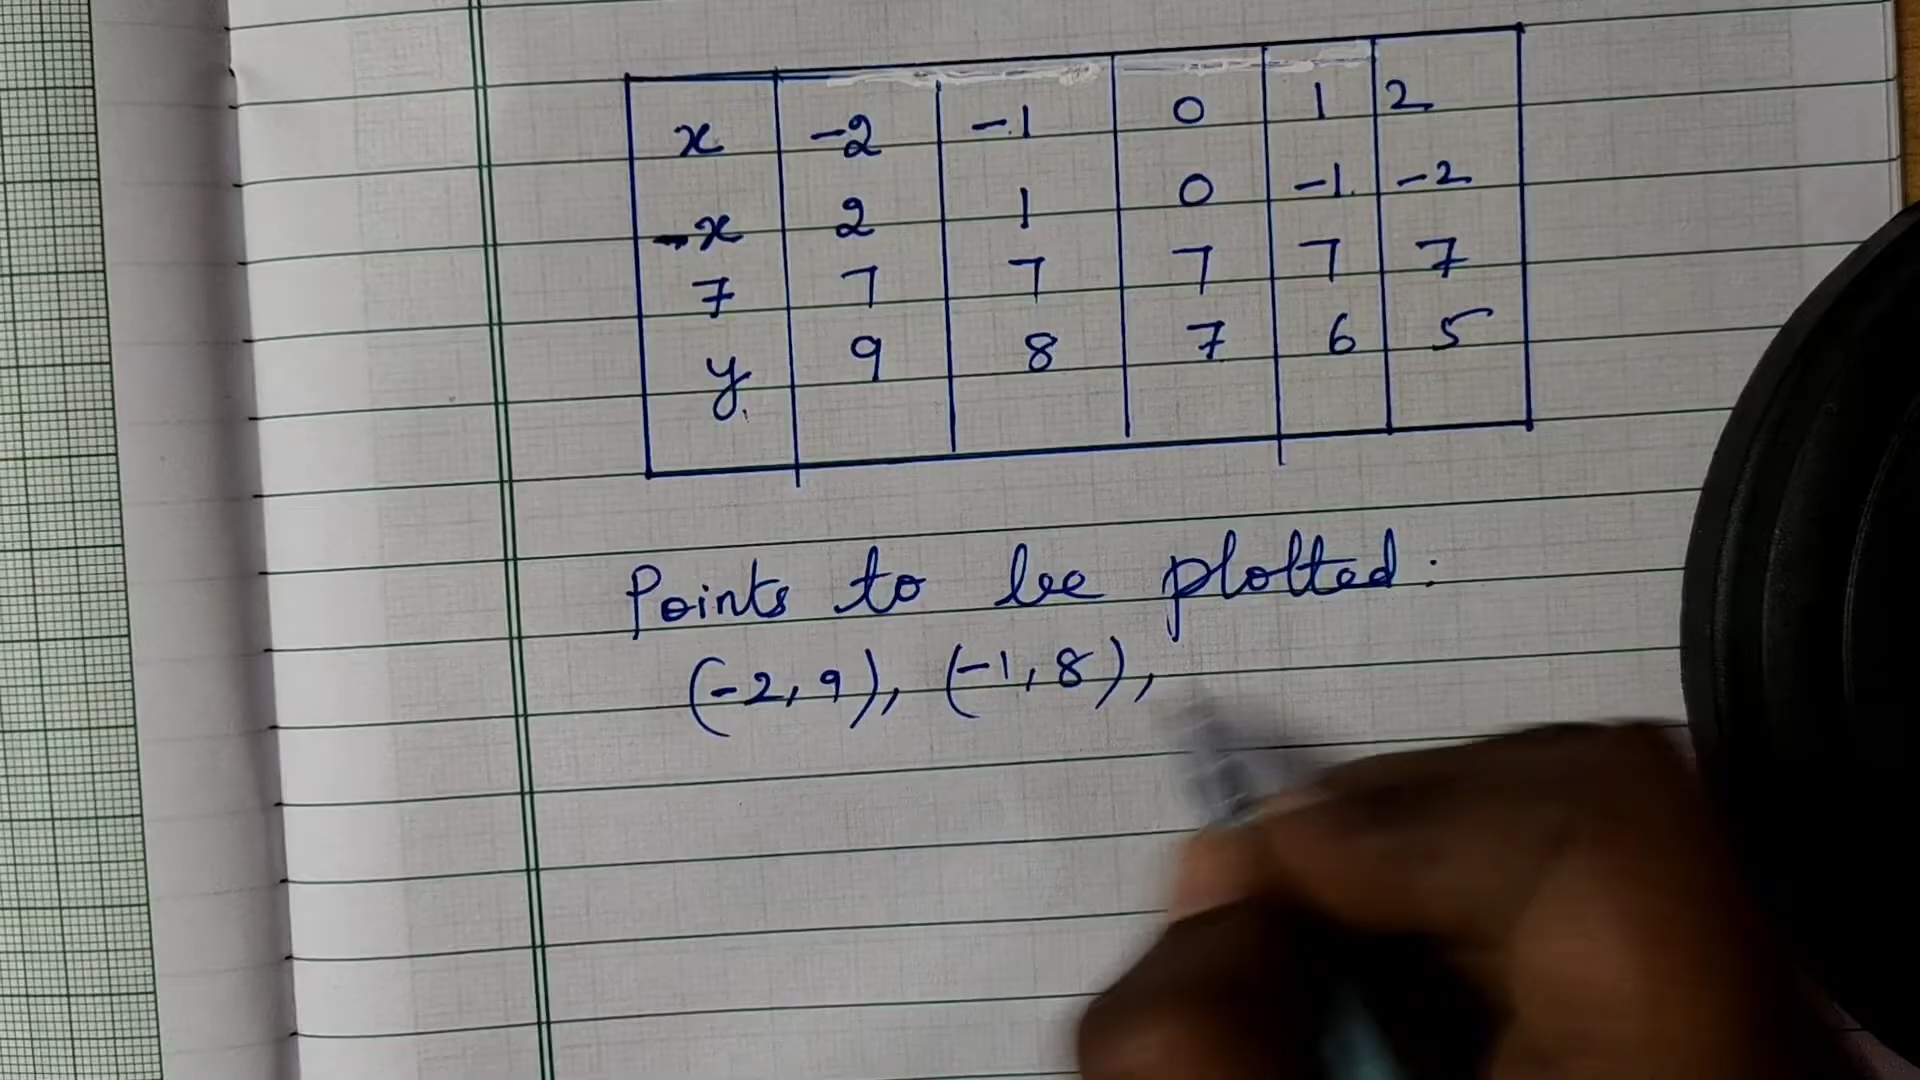 x -2 -1 0 1 2
-x 2 1 0 -1 -2
7 7 7 7 7 7
y 9 8 7 6 5
Points to be plotted:
(-2,9), (-1,8),